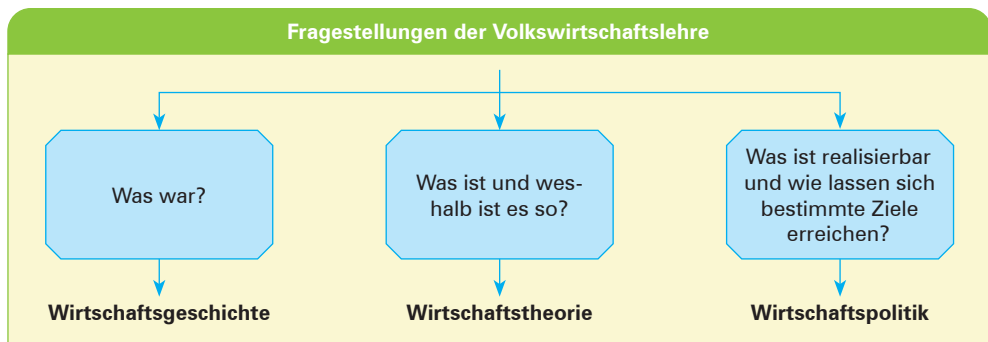 Fragestellungen der Volkswirtschaftslehre
Was war?
Was ist und wes-
halb ist es so?
Was ist realisierbar
und wie lassen sich
bestimmte Ziele
erreichen?
Wirtschaftsgeschichte
Wirtschaftstheorie
Wirtschaftspolitik